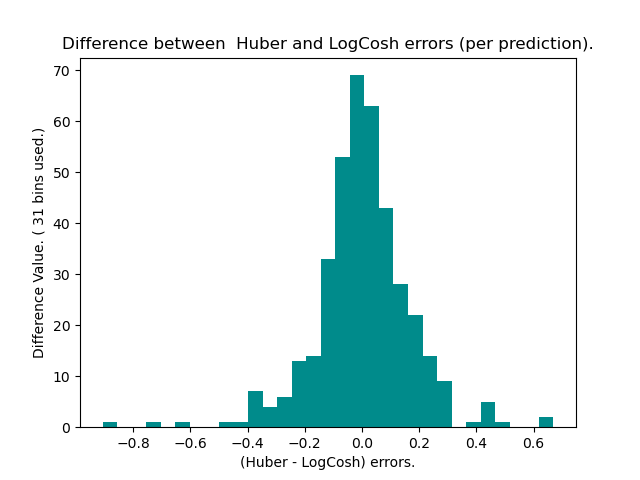 Difference between  Huber and LogCosh errors (per prediction).
Difference Value. ( 31 bins used.)
70
60
50
40
30
20
10
0
−0.8 −0.6 −0.4 −0.2 0.0 0.2 0.4 0.6
(Huber - LogCosh) errors.